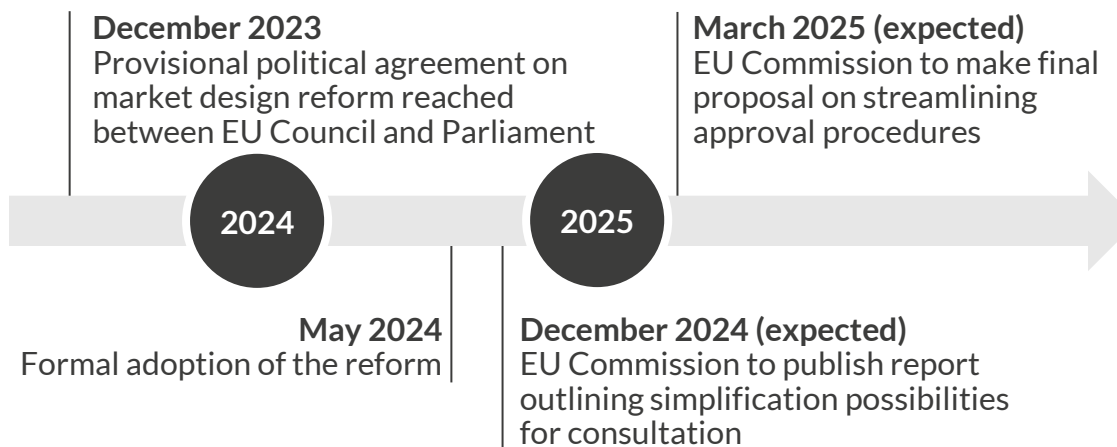 December 2023
Provisional political agreement on
market design reform reached
between EU Council and Parliament
March 2025 (expected)
EU Commission to make final
proposal on streamlining
approval procedures
2024
2025
May 2024
Formal adoption of the reform
December 2024 (expected)
EU Commission to publish report
outlining simplification possibilities
for consultation